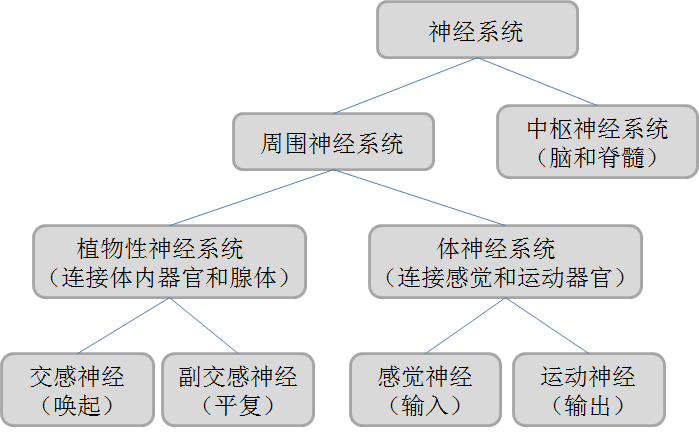 神经系统
周围神经系统
中枢神经系统
（脑和脊髓）
植物性神经系统
（连接体内器官和腺体）
体神经系统
（连接感觉和运动器官）
交感神经
（唤起）
副交感神经
（平复）
感觉神经
（输入）
运动神经
（输出）